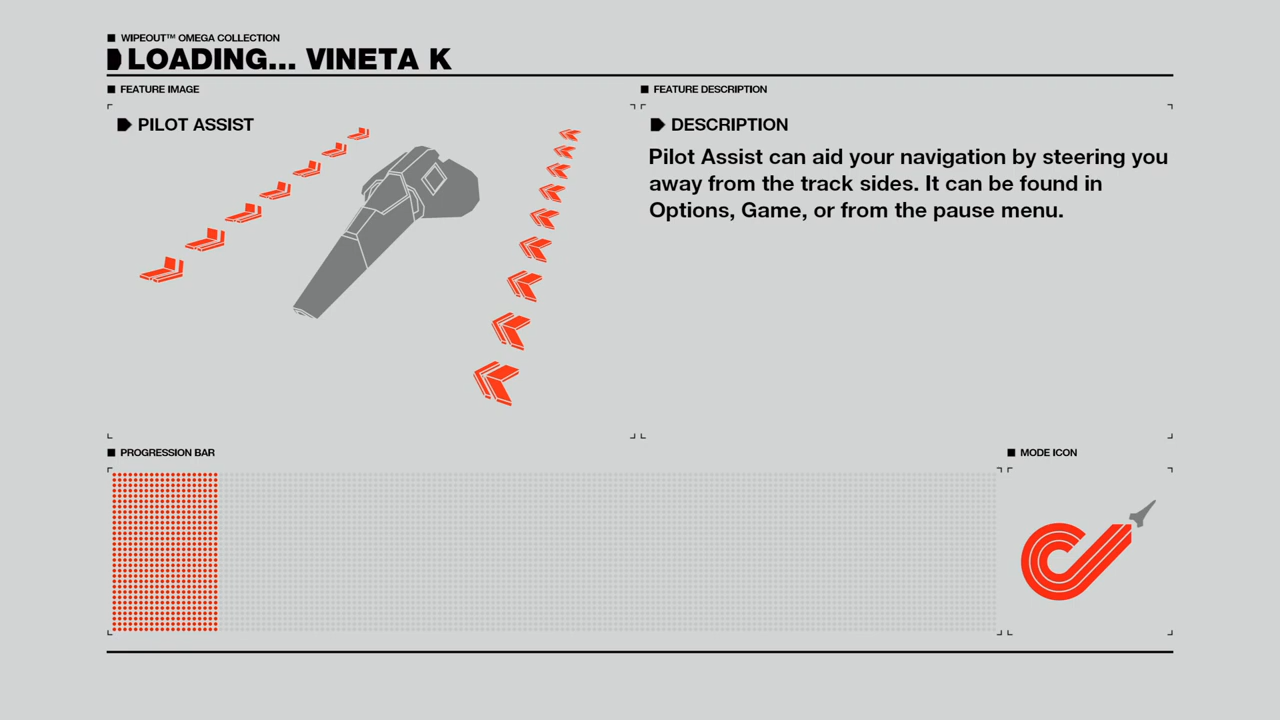 WIPEOUT™ OMEGA COLLECTION
LOADING... VINETA K
FEATURE IMAGE
PILOT ASSIST
FEATURE DESCRIPTION
DESCRIPTION
Pilot Assist can aid your navigation by steering you
away from the track sides. It can be found in
Options, Game, or from the pause menu.
PROGRESSION BAR
MODE ICON